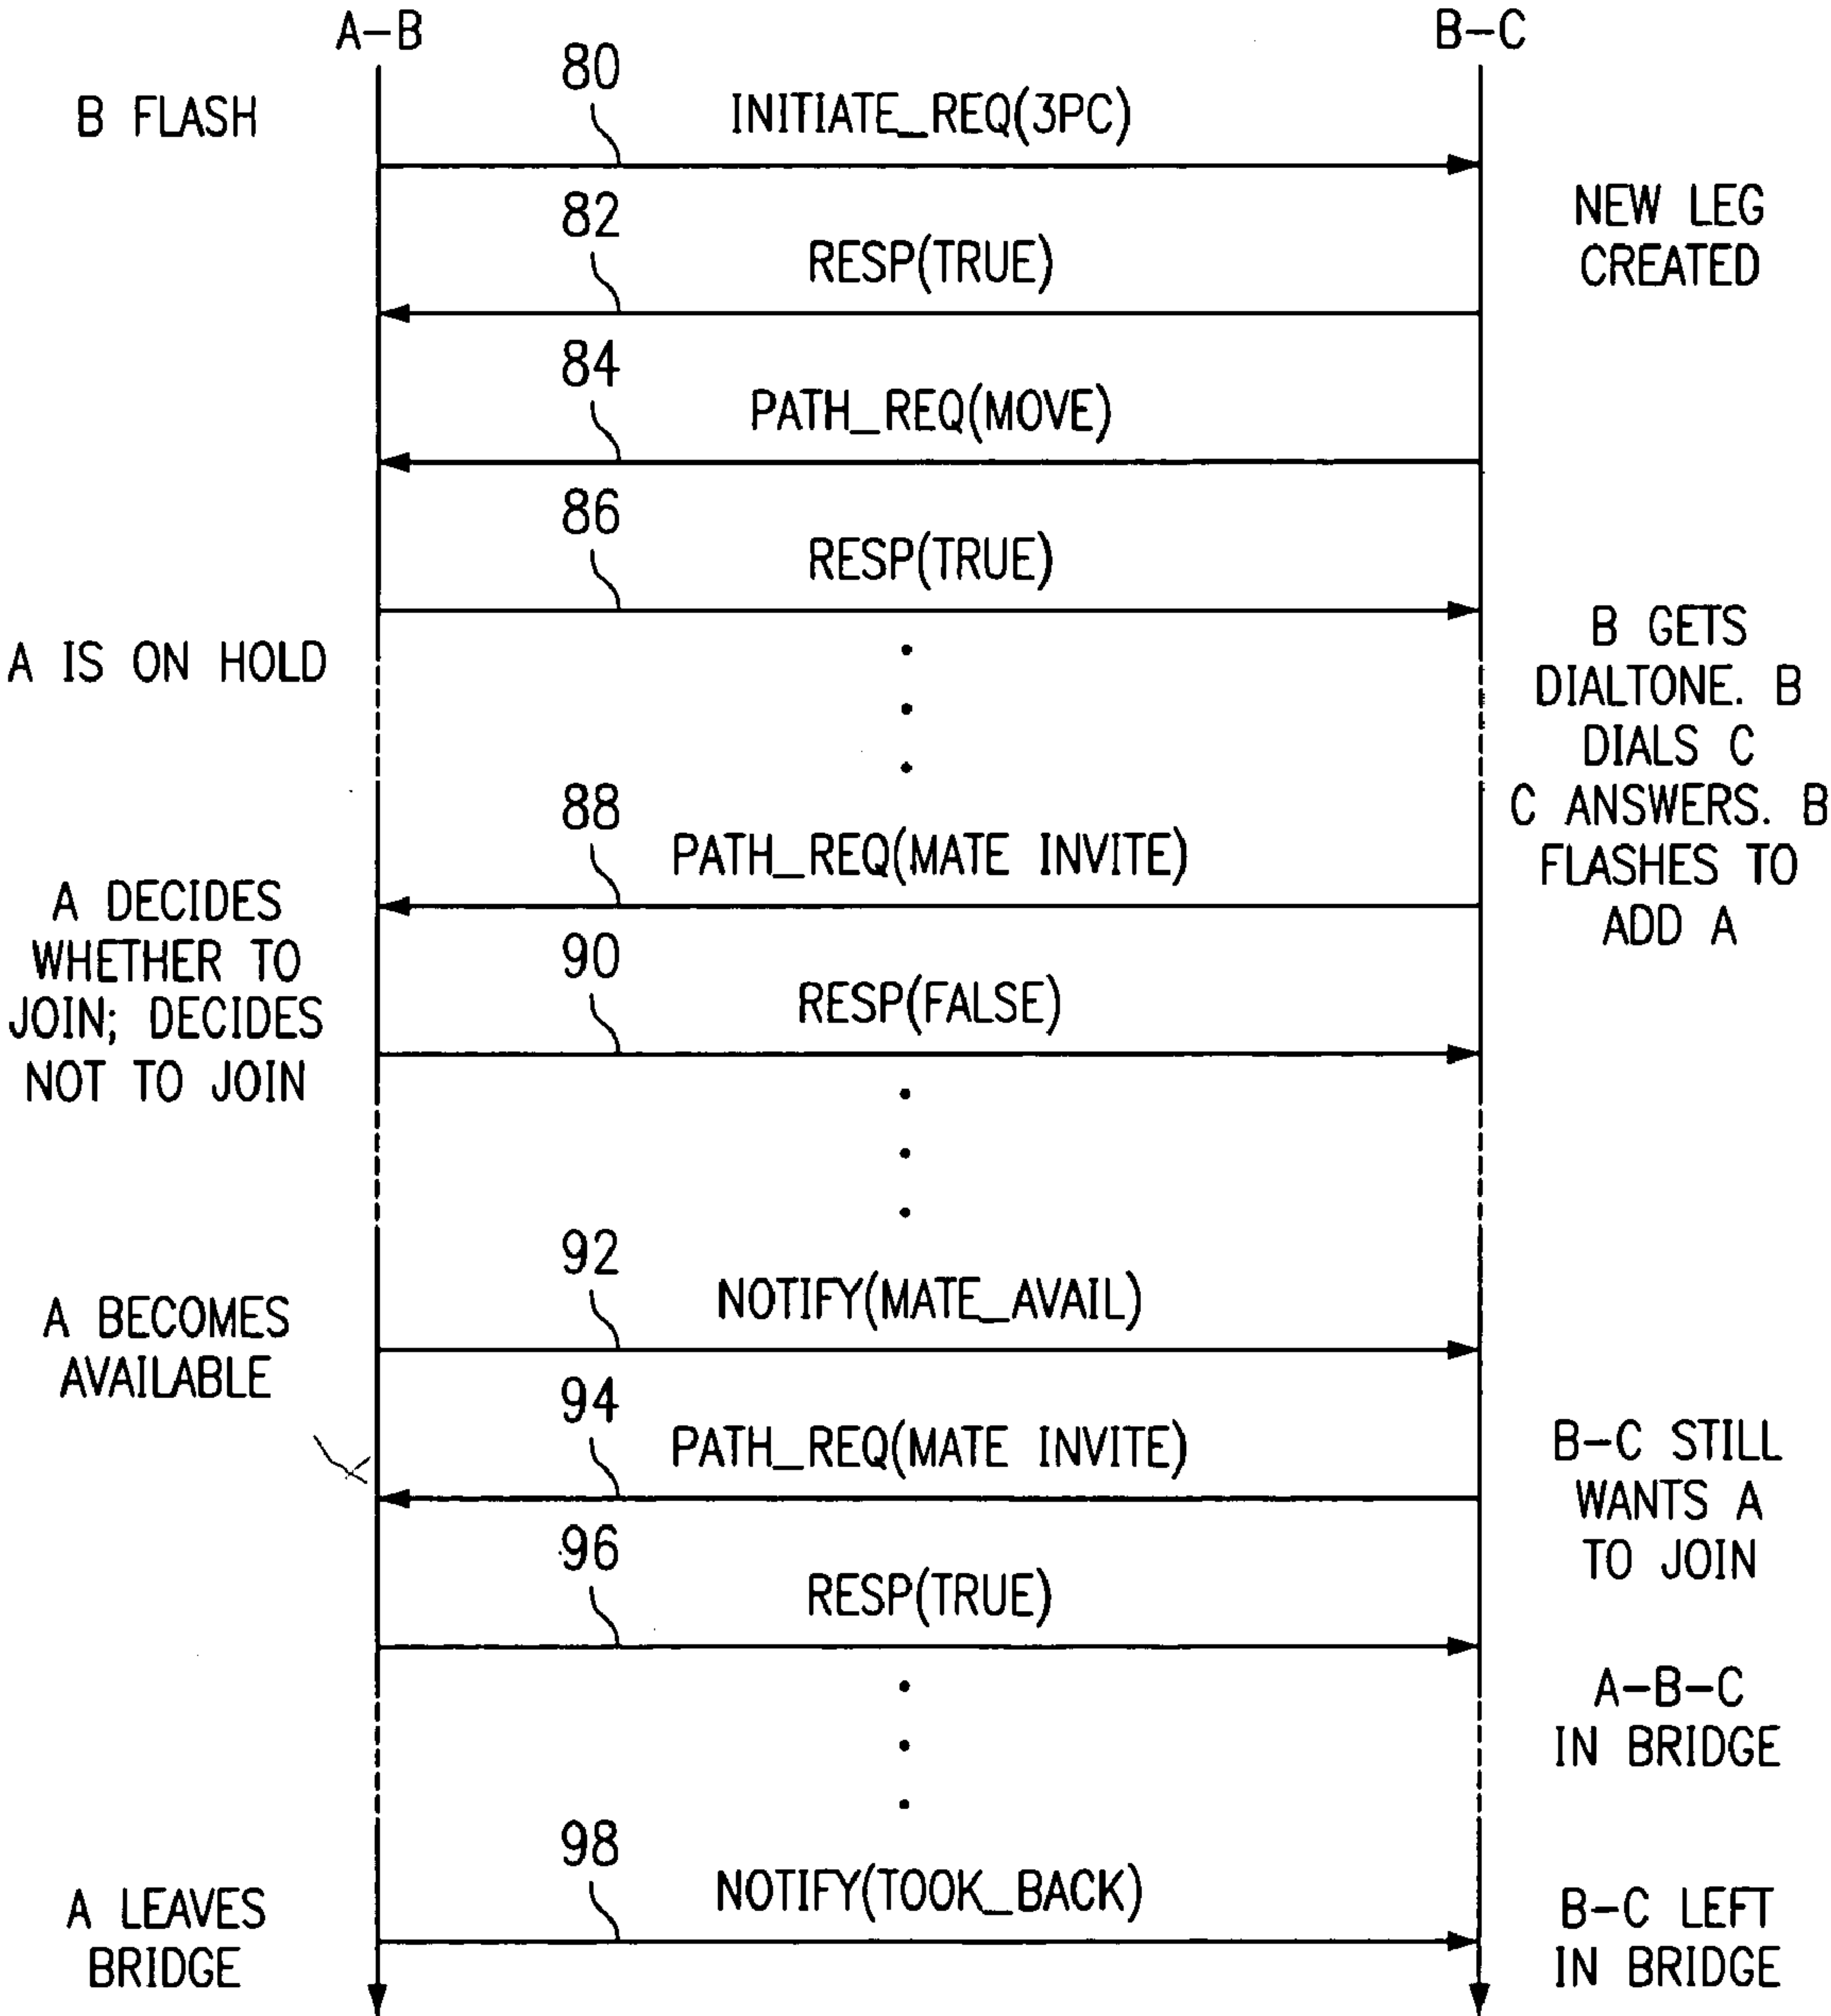 A-B
B-C
B FLASH
80
INITIATE_REQ(3PC)
82
RESP(TRUE)
NEW LEG
CREATED
84
PATH_REQ(MOVE)
86
RESP(TRUE)
A IS ON HOLD
B GETS
DIALTONE. B
DIALS C
C ANSWERS. B
FLASHES TO
ADD A
88
PATH_REQ(MATE INVITE)
A DECIDES
WHETHER TO
JOIN; DECIDES
NOT TO JOIN
90
RESP(FALSE)
92
NOTIFY(MATE_AVAIL)
A BECOMES
AVAILABLE
94
PATH_REQ(MATE INVITE)
B-C STILL
WANTS A
TO JOIN
96
RESP(TRUE)
A-B-C
IN BRIDGE
98
NOTIFY(TOOK_BACK)
A LEAVES
BRIDGE
B-C LEFT
IN BRIDGE